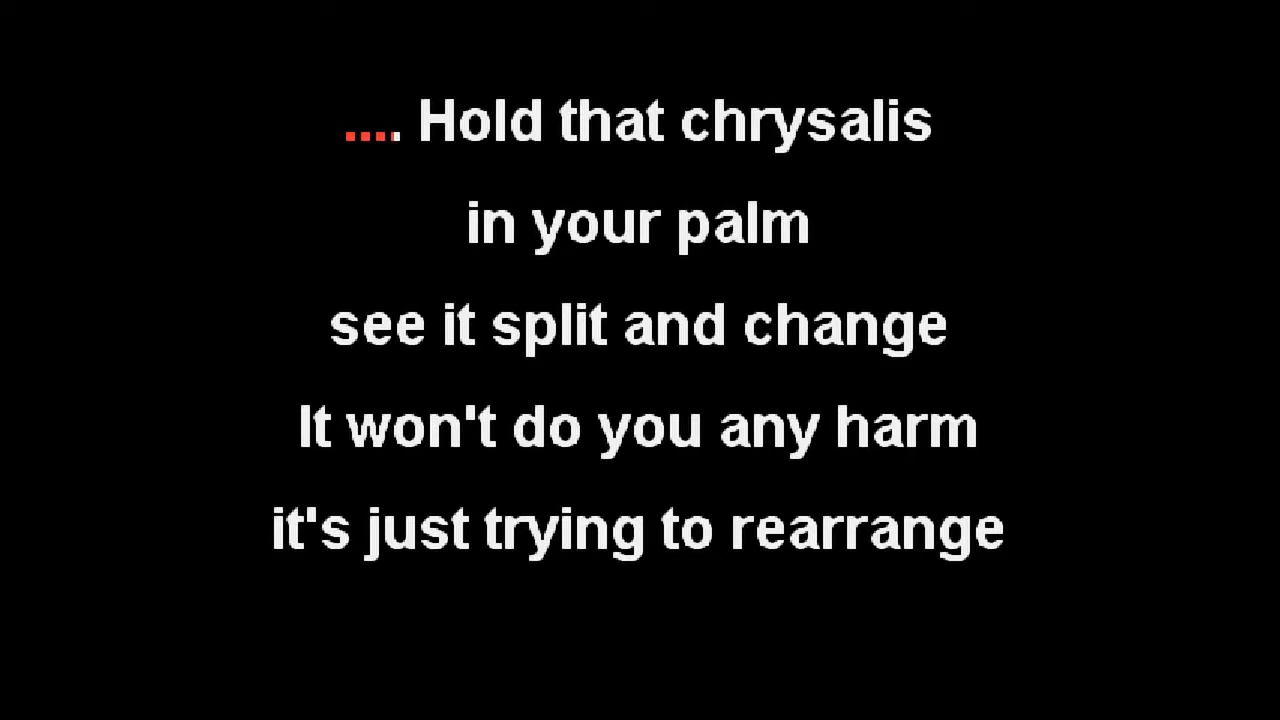 .... Hold that chrysalis
in your palm
see it split and change
It won't do you any harm
it's just trying to rearrange